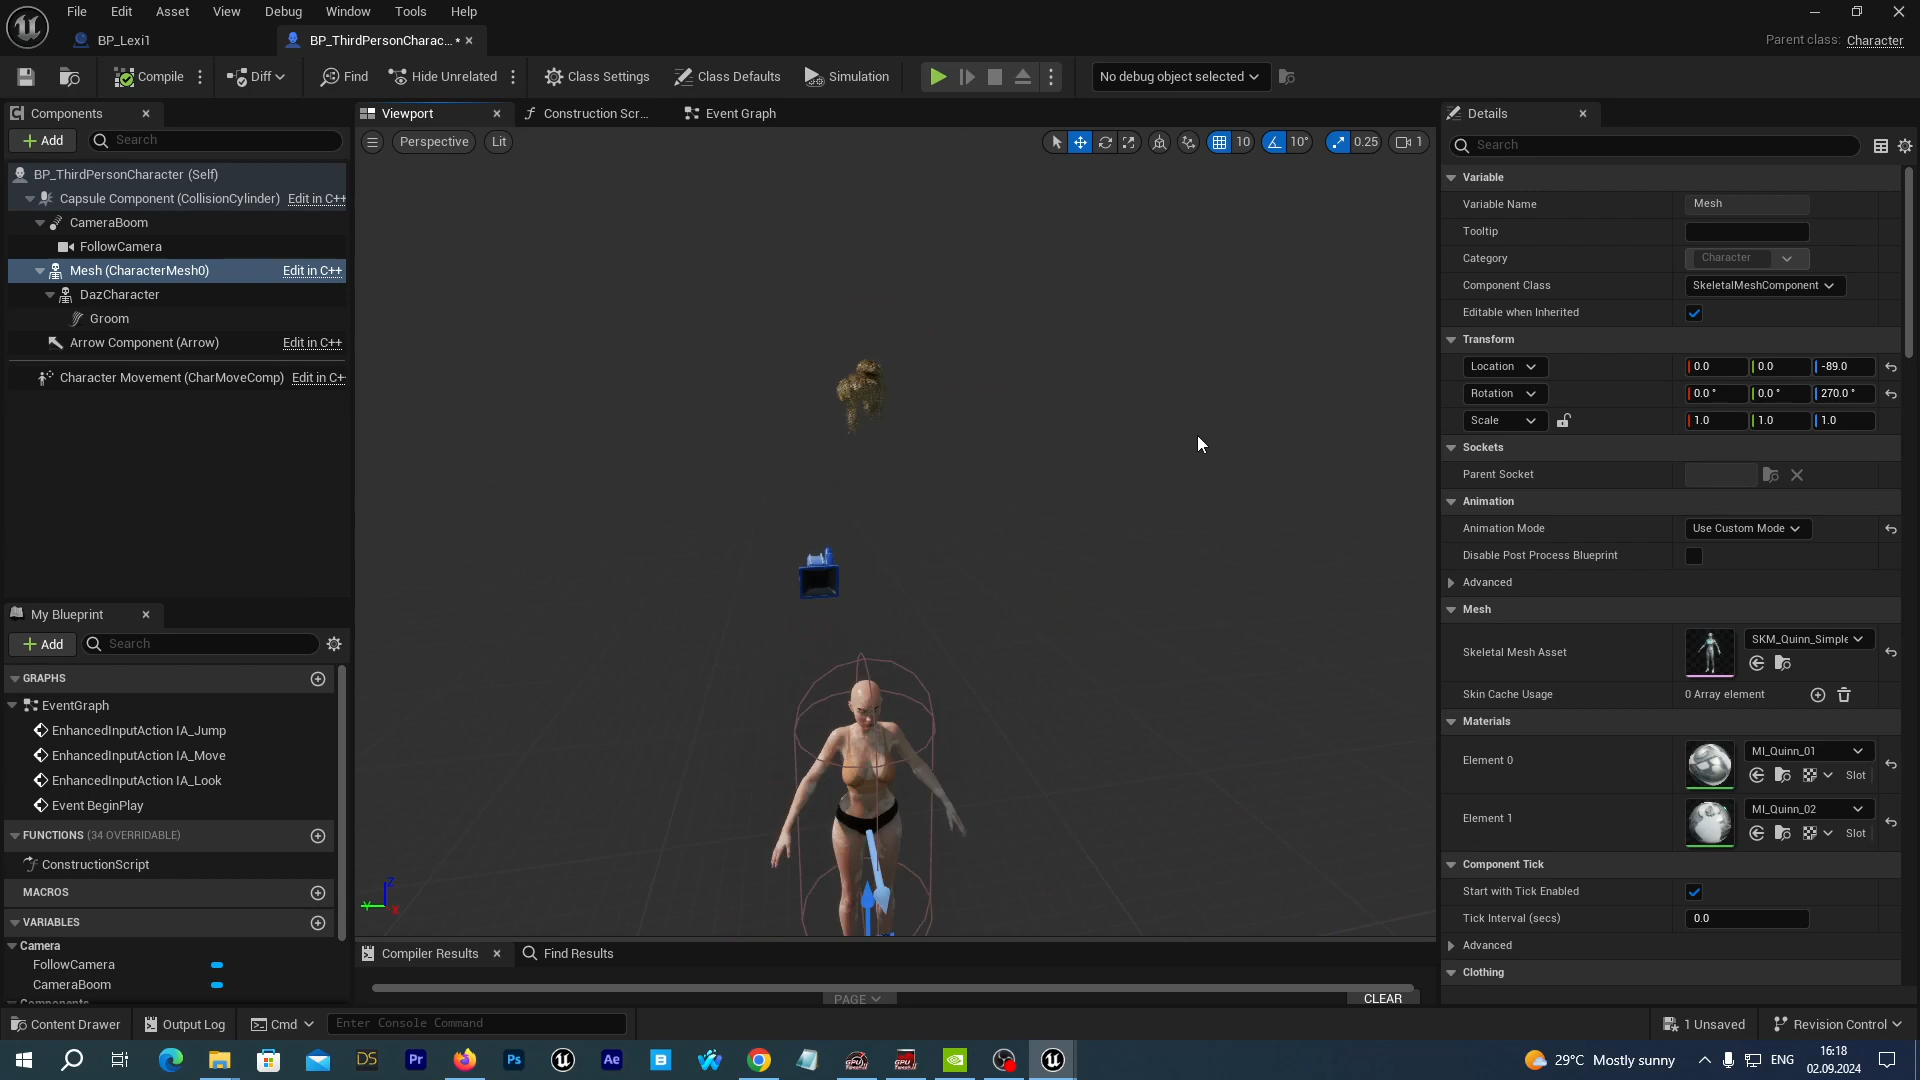 File Edit Asset View Debug Window Tools Help
BP_Lexi1
BP_ThirdPersonCharac... *
Parent class: Character
Compile
Diff
Find
Hide Unrelated
Class Settings
Class Defaults
Simulation
No debug object selected
Components
Add
Search
BP_ThirdPersonCharacter (Self)
Capsule Component (CollisionCylinder) Edit in C++
CameraBoom
FollowCamera
Mesh (CharacterMesh0) Edit in C++
DazCharacter
Groom
Arrow Component (Arrow) Edit in C++
Character Movement (CharMoveComp) Edit in C+
My Blueprint
Add
Search
GRAPHS
EventGraph
EnhancedInputAction IA_Jump
EnhancedInputAction IA_Move
EnhancedInputAction IA_Look
Event BeginPlay
FUNCTIONS (34 OVERRIDABLE)
ConstructionScript
MACROS
VARIABLES
Camera
FollowCamera
CameraBoom
Components
Viewport
Construction Scr...
Event Graph
Perspective
Lit
10
10°
0.25
1
Z
Y
X
Compiler Results
Find Results
PAGE
CLEAR
Details
Search
Variable
Variable Name Mesh
Tooltip
Category Character
Component Class SkeletalMeshComponent
Editable when Inherited
Transform
Location 0.0 0.0 -89.0
Rotation 0.0 ° 0.0 ° 270.0 °
Scale 1.0 1.0 1.0
Sockets
Parent Socket
Animation
Animation Mode Use Custom Mode
Disable Post Process Blueprint
Advanced
Mesh
Skeletal Mesh Asset SKM_Quinn_Simple
Skin Cache Usage 0 Array element
Materials
Element 0 MI_Quinn_01
Slot
Element 1 MI_Quinn_02
Slot
Component Tick
Start with Tick Enabled
Tick Interval (secs) 0.0
Advanced
Clothing
Content Drawer
Output Log
Cmd
Enter Console Command
1 Unsaved
Revision Control
DS
Pr
Ps
Ae
29°C Mostly sunny
ENG
16:18
02.09.2024